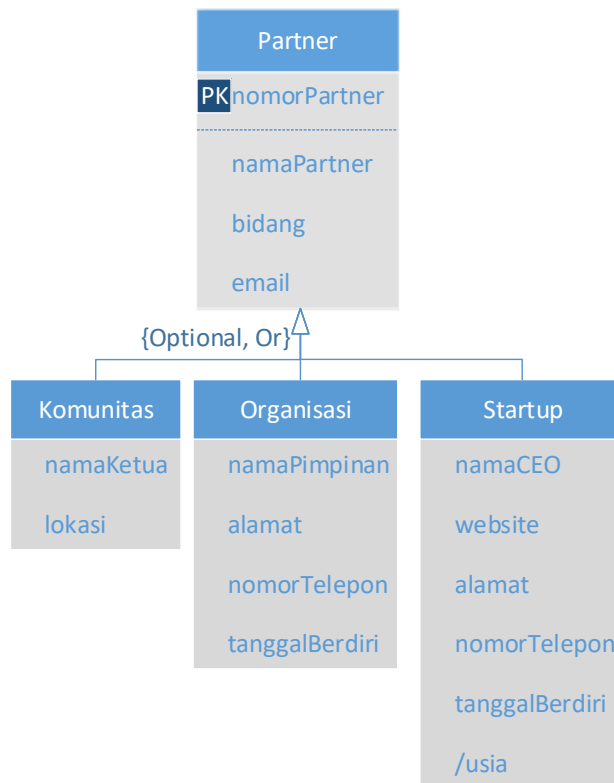 Partner
PK nomorPartner
namaPartner
bidang
email
{Optional, Or}
Komunitas
namaKetua
lokasi
Organisasi
namaPimpinan
alamat
nomorTelepon
tanggalBerdiri
Startup
namaCEO
website
alamat
nomorTelepon
tanggalBerdiri
/usia